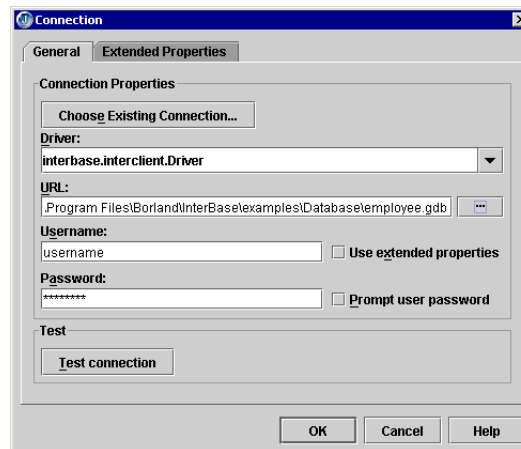 Connection
General Extended Properties
Connection Properties
Choose Existing Connection...
Driver:
interbase.interclient.Driver
URL:
.Program Files\Borland\InterBase\examples\Database\employee.gdb ...
Username:
username Use extended properties
Password:
******** Prompt user password
Test
Test connection
OK Cancel Help